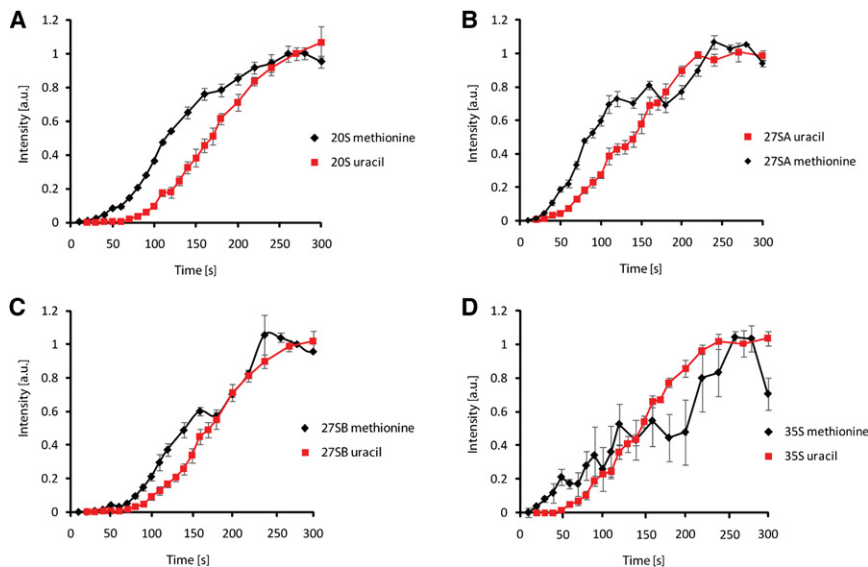 A
Intensity [a.u.]
1.2
1
0.8
0.6
0.4
0.2
0
0 50 100 150 200 250 300
Time [s]
20S methionine
20S uracil
B
Intensity [a.u.]
1.2
1
0.8
0.6
0.4
0.2
0
0 50 100 150 200 250 300
Time [s]
27SA uracil
27SA methionine
C
Intensity [a.u.]
1.2
1
0.8
0.6
0.4
0.2
0
0 50 100 150 200 250 300
Time [s]
27SB methionine
27SB uracil
D
Intensity [a.u.]
1.2
1
0.8
0.6
0.4
0.2
0
0 50 100 150 200 250 300
Time [s]
35S methionine
35S uracil